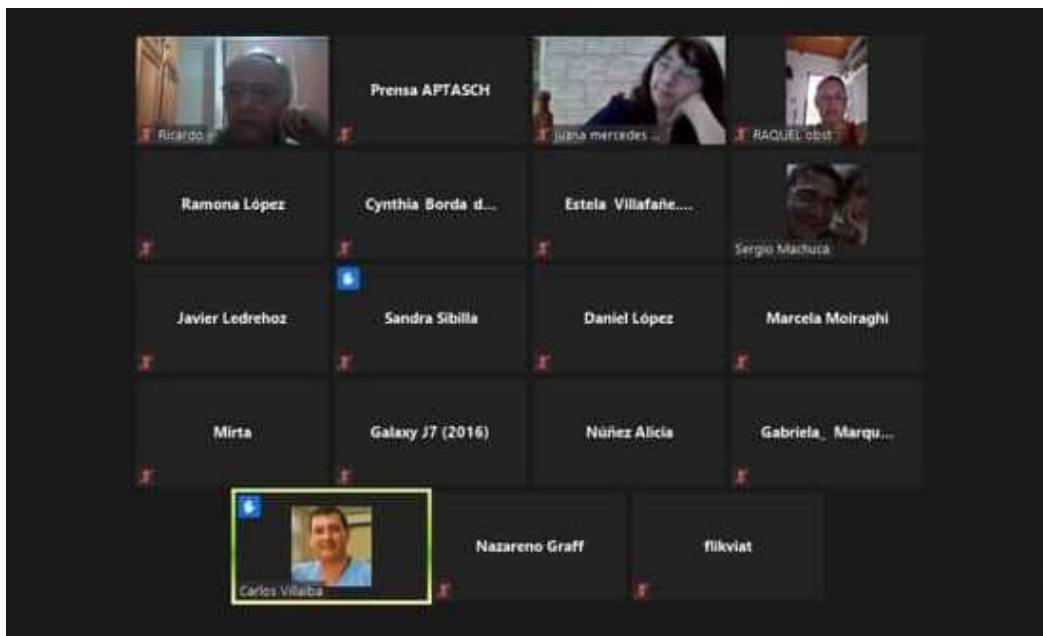 Ricardo
Prensa APTASCH
juana mercedes ...
RAQUEL obst
Ramona López
Cynthia Borda d...
Estela Villafañe....
Sergio Machuca
Javier Ledrehoz
Sandra Sibilla
Daniel López
Marcela Moiraghi
Mirta
Galaxy J7 (2016)
Núñez Alicia
Gabriela_ Marqu...
Carlos Villalba
Nazareno Graff
flikviat